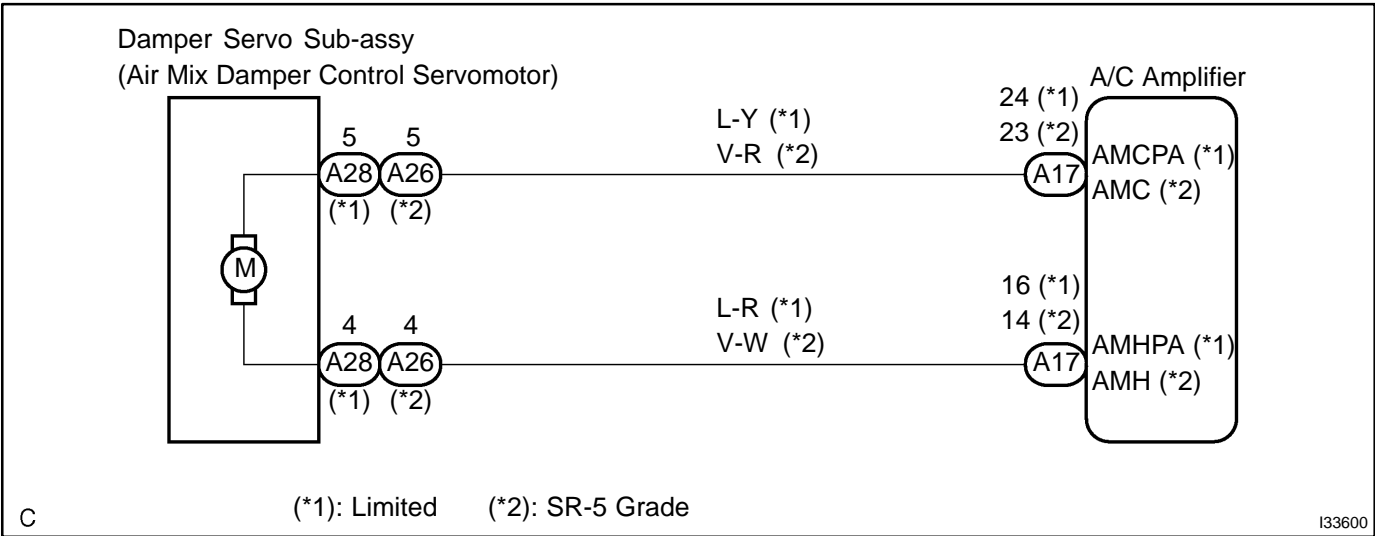 Damper Servo Sub-assy
(Air Mix Damper Control Servomotor)
A/C Amplifier
24 (*1)
23 (*2)
L-Y (*1)
V-R (*2)
5
5
A28
A26
(*1)
(*2)
A17
AMCPA (*1)
AMC (*2)
M
16 (*1)
14 (*2)
L-R (*1)
V-W (*2)
4
4
A28
A26
(*1)
(*2)
A17
AMHPA (*1)
AMH (*2)
(*1): Limited (*2): SR-5 Grade
C
I33600